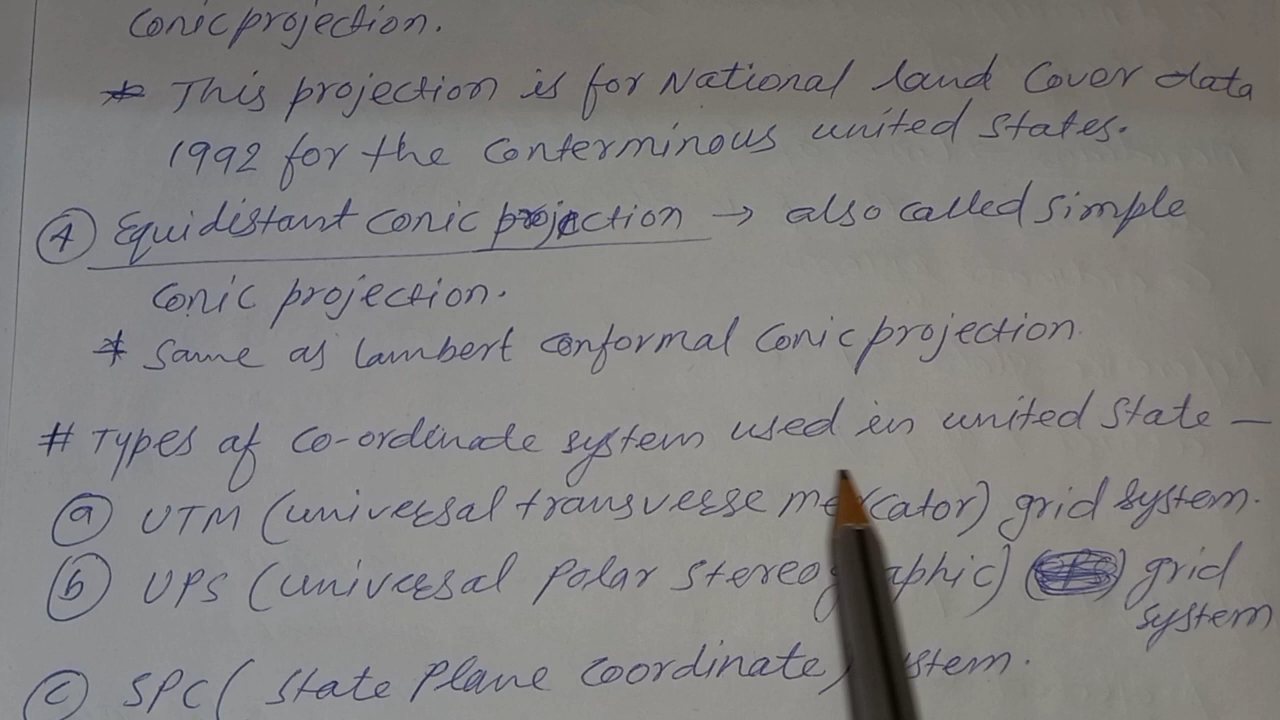 Conic projection.
* This projection is for National land Cover data
1992 for the conterminous united states.
④ Equidistant conic projection → also called simple
conic projection.
* Same as lambert conformal conic projection.
# Types of co-ordinate system used in united state —
ⓐ UTM (universal transverse mercator) grid system.
ⓑ UPS (universal polar stereographic) grid
system
ⓒ SPC ( State Plane Coordinate) system.